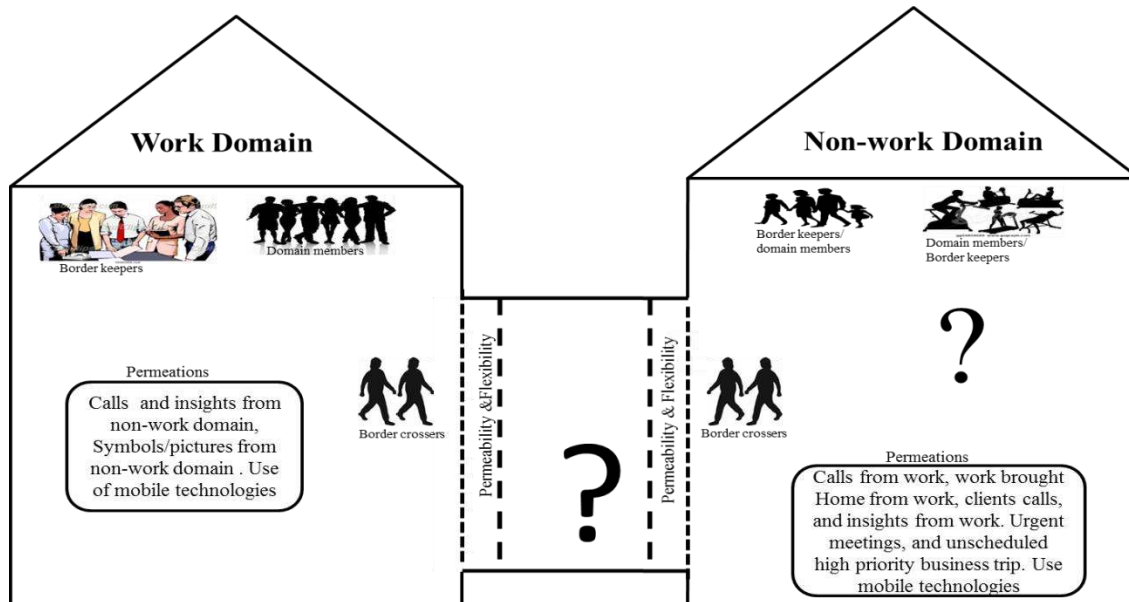 Work Domain
Non-work Domain
Border keepers
Domain members
Border keepers/
domain members
Domain members/
Border keepers
?
Permeations
Calls and insights from
non-work domain,
Symbols/pictures from
non-work domain . Use
of mobile technologies
Border crossers
Permeability &Flexibility
?
Permeability & Flexibility
Border crossers
Permeations
Calls from work, work brought
Home from work, clients calls,
and insights from work. Urgent
meetings, and unscheduled
high priority business trip. Use
mobile technologies